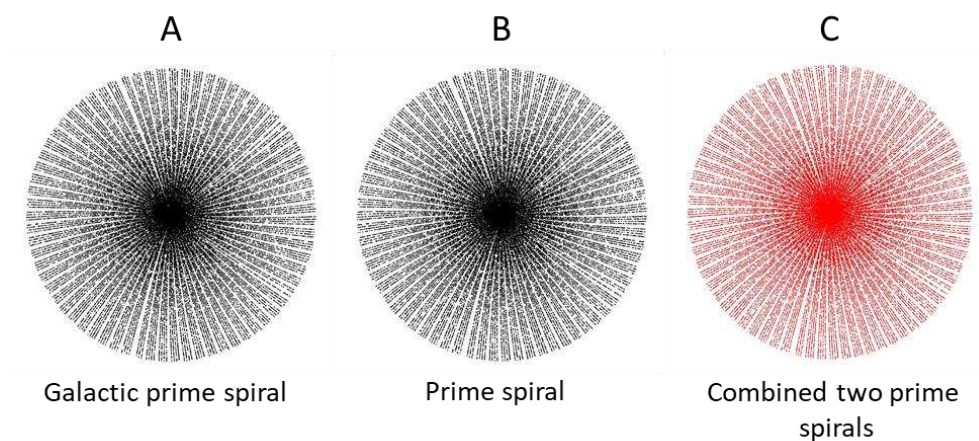 A
B
C
Galactic prime spiral
Prime spiral
Combined two prime
spirals